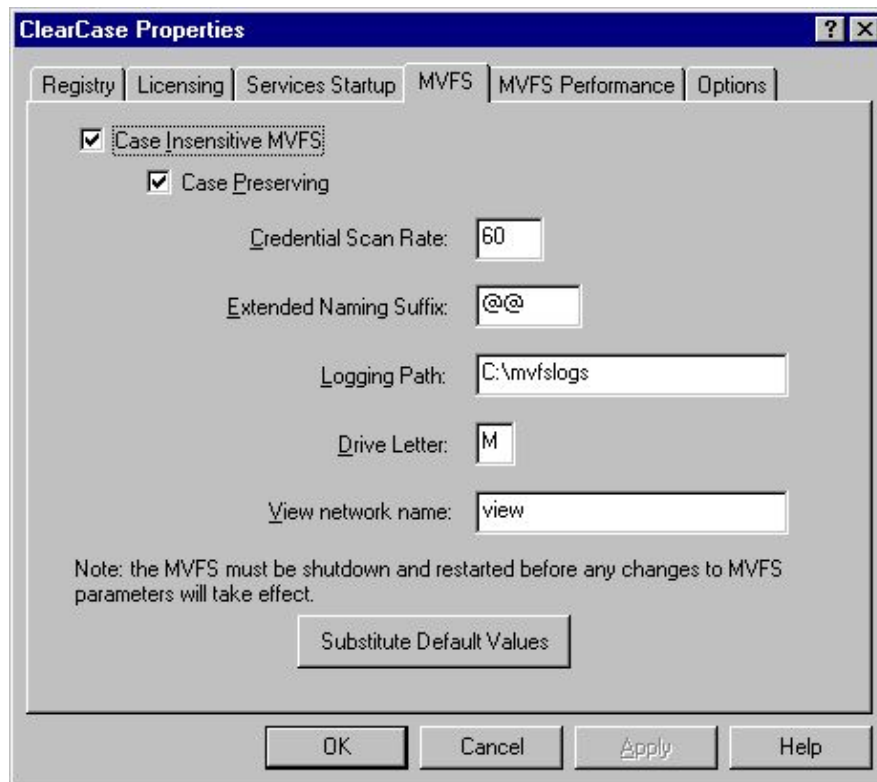 ClearCase Properties
Registry Licensing Services Startup MVFS MVFS Performance Options
Case Insensitive MVFS
Case Preserving
Credential Scan Rate: 60
Extended Naming Suffix: @@
Logging Path: C:\mvfslogs
Drive Letter: M
View network name: view
Note: the MVFS must be shutdown and restarted before any changes to MVFS
parameters will take effect.
Substitute Default Values
OK Cancel Apply Help